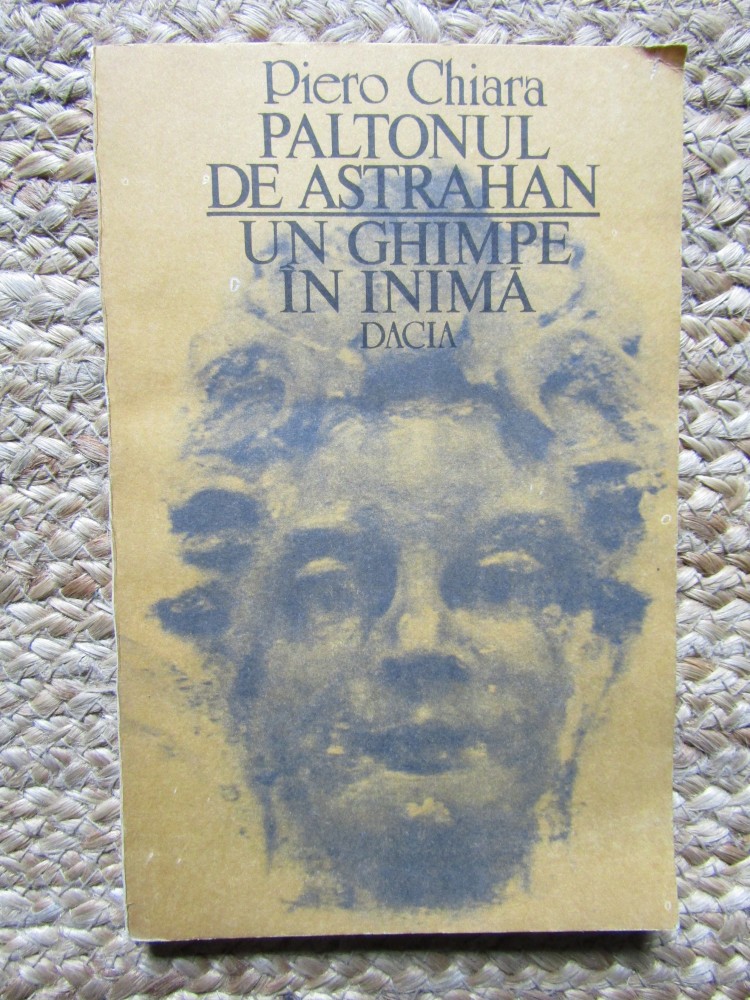 Piero Chiara
PALTONUL
DE ASTRAHAN
UN GHIMPE
ÎN INIMĂ
DACIA